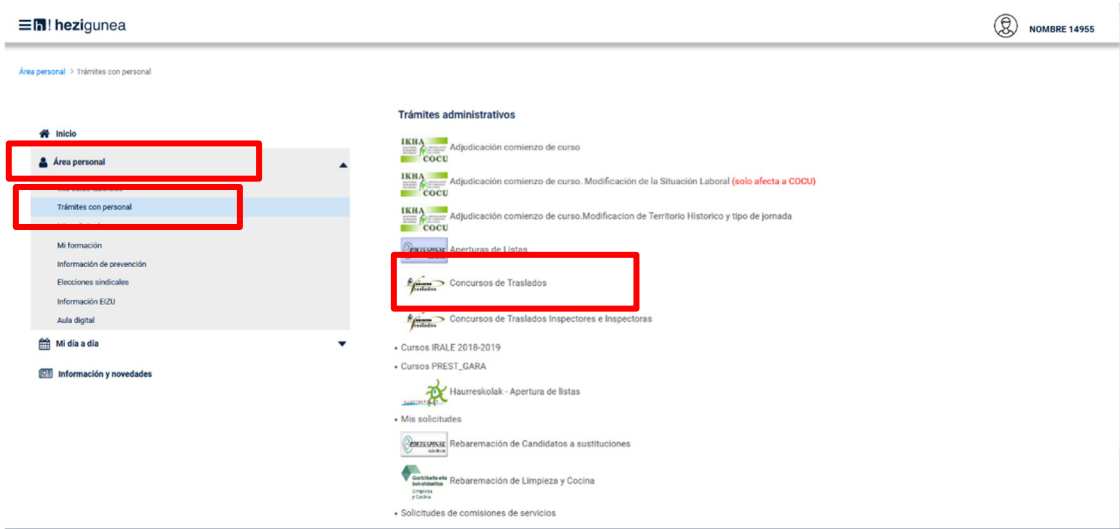 h! hezigunea
NOMBRE 14955
Área personal > Trámites con personal
Inicio
Área personal
Trámites con personal
Mi formación
Información de prevención
Elecciones sindicales
Información EIZU
Aula digital
Mi día a día
Información y novedades
Trámites administrativos
IKHA
COCU
Adjudicación comienzo de curso
IKHA
COCU
Adjudicación comienzo de curso. Modificación de la Situación Laboral (solo afecta a COCU)
IKHA
COCU
Adjudicación comienzo de curso.Modificacion de Territorio Historico y tipo de jornada
Aperturas de Listas
Traslados
Concursos de Traslados
Traslados
Concursos de Traslados Inspectores e Inspectoras
• Cursos IRALE 2018-2019
• Cursos PREST_GARA
Haurreskolak - Apertura de listas
• Mis solicitudes
Rebaremación de Candidatos a sustituciones
Limpieza
y Cocina
Rebaremación de Limpieza y Cocina
• Solicitudes de comisiones de servicios